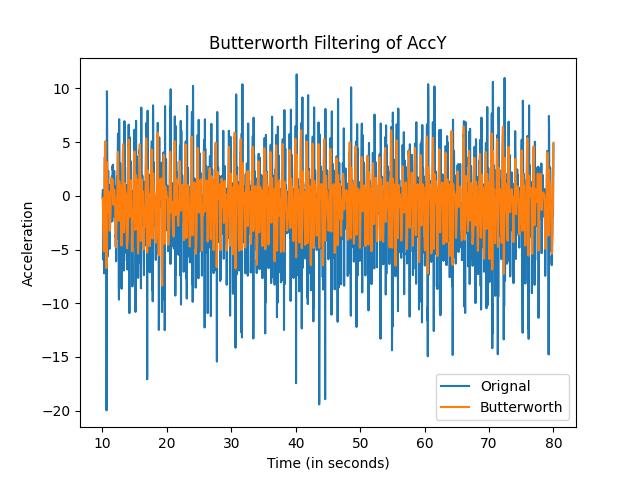 Butterworth Filtering of AccY
10
5
0
−5
−10
−15
−20
Acceleration
10 20 30 40 50 60 70 80
Time (in seconds)
Orignal
Butterworth